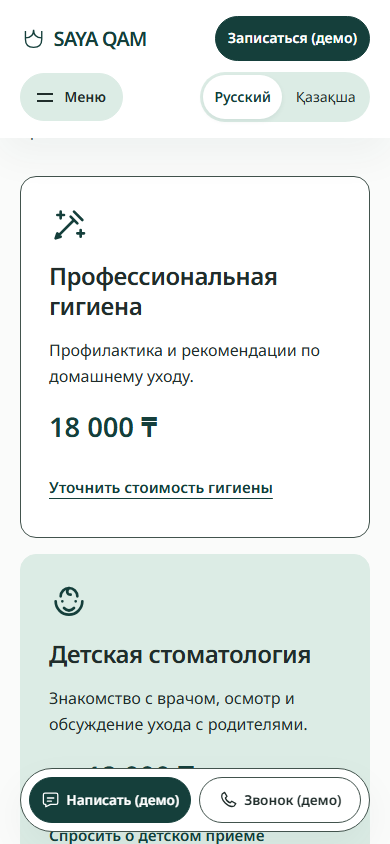 SAYA QAM
Записаться (демо)
Меню
Русский
Қазақша
Профессиональная
гигиена
Профилактика и рекомендации по
домашнему уходу.
18 000 ₸
Уточнить стоимость гигиены
Детская стоматология
Знакомство с врачом, осмотр и
обсуждение ухода с родителями.
Написать (демо)
Звонок (демо)
Спросить о детском приёме